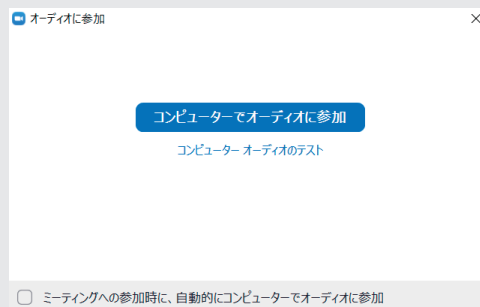 オーディオに参加
コンピューターでオーディオに参加
コンピューター オーディオのテスト
ミーティングへの参加時に、自動的にコンピューターでオーディオに参加